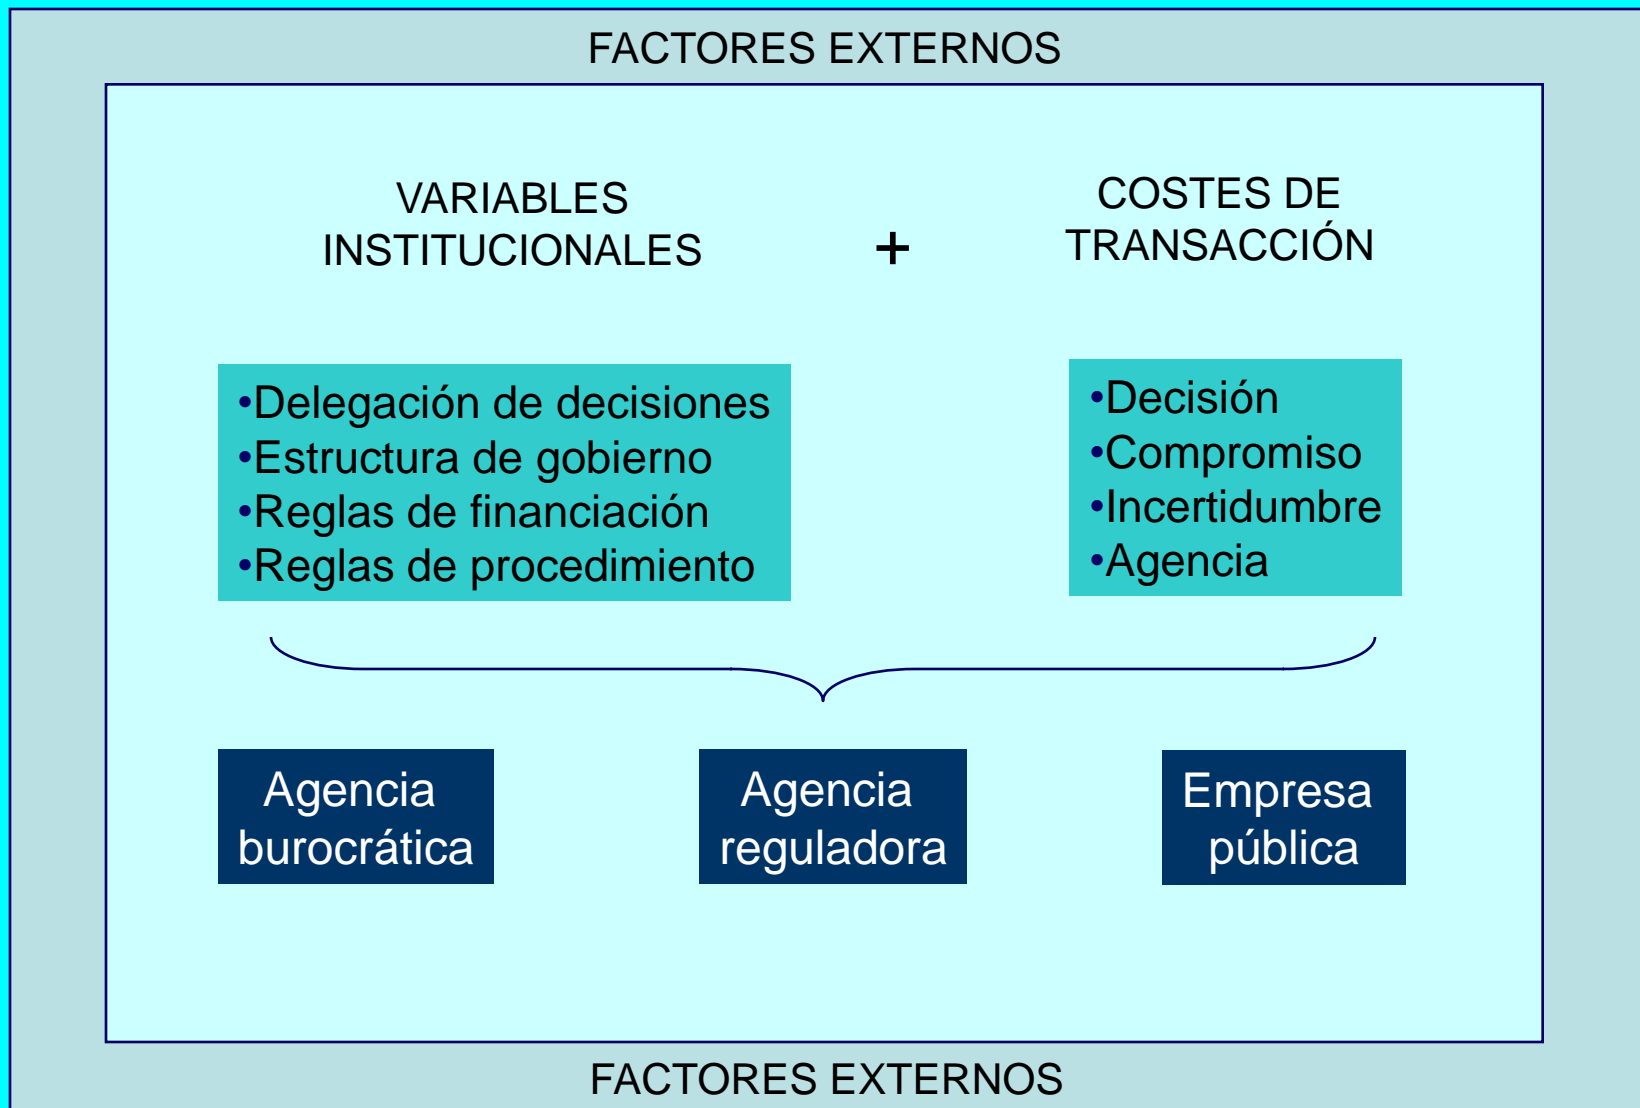 FACTORES EXTERNOS
VARIABLES
INSTITUCIONALES
+
COSTES DE
TRANSACCIÓN
•Delegación de decisiones
•Estructura de gobierno
•Reglas de financiación
•Reglas de procedimiento
•Decisión
•Compromiso
•Incertidumbre
•Agencia
Agencia
burocrática
Agencia
reguladora
Empresa
pública
FACTORES EXTERNOS